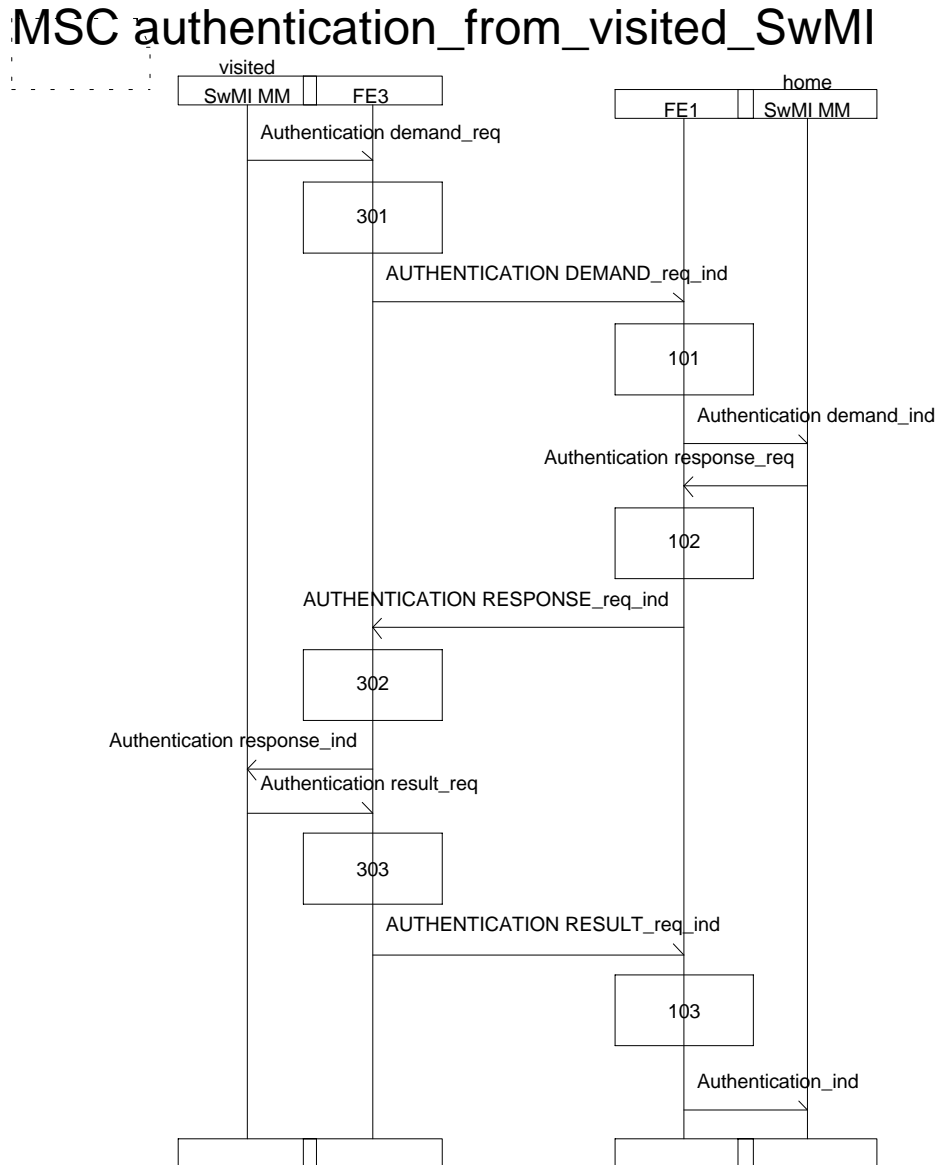 MSC authentication_from_visited_SwMI
visited
SwMI MM
FE3
FE1
home
SwMI MM
Authentication demand_req
301
AUTHENTICATION DEMAND_req_ind
101
Authentication demand_ind
Authentication response_req
102
AUTHENTICATION RESPONSE_req_ind
302
Authentication response_ind
Authentication result_req
303
AUTHENTICATION RESULT_req_ind
103
Authentication_ind